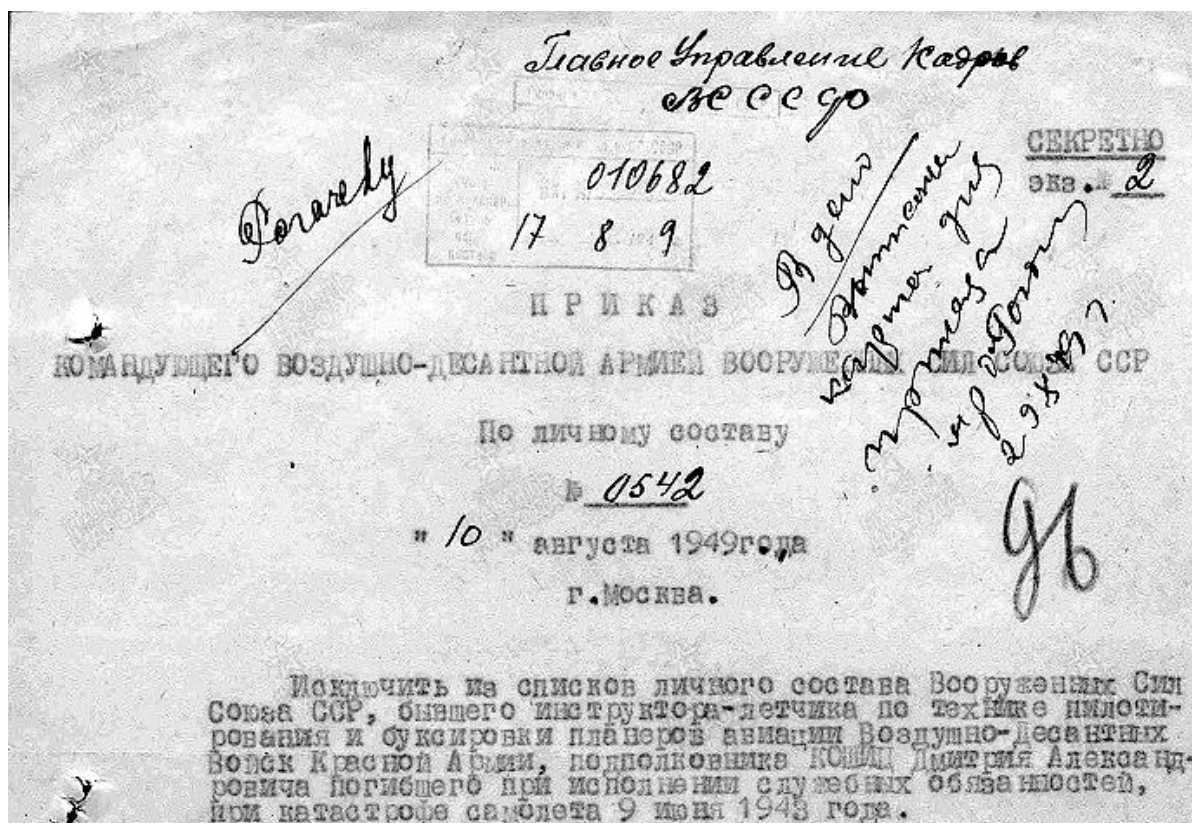 Главное Управление Кадров
ВС ССР
СЕКРЕТНО
экз.№ 2
010682
17 8 9
В дело
ПРИКАЗ
КОМАНДУЮЩЕГО ВОЗДУШНО-ДЕСАНТНОЙ АРМИЕЙ ВООРУЖЕННЫХ СИЛ СОЮЗА ССР
По личному составу
№ 0542
" 10 " августа 1949года
г.Москва.
96
Исключить из списков личного состава Вооруженных Сил
Союза ССР, бывшего инструктора-летчика по технике пилоти-
рования и буксировки планеров авиации Воздушно-Десантных
Войск Красной Армии, подполковника КОШИЦ Дмитрия Александ-
ровича погибшего при исполнении служебных обязанностей,
при катастрофе самолета 9 июня 1943 года.